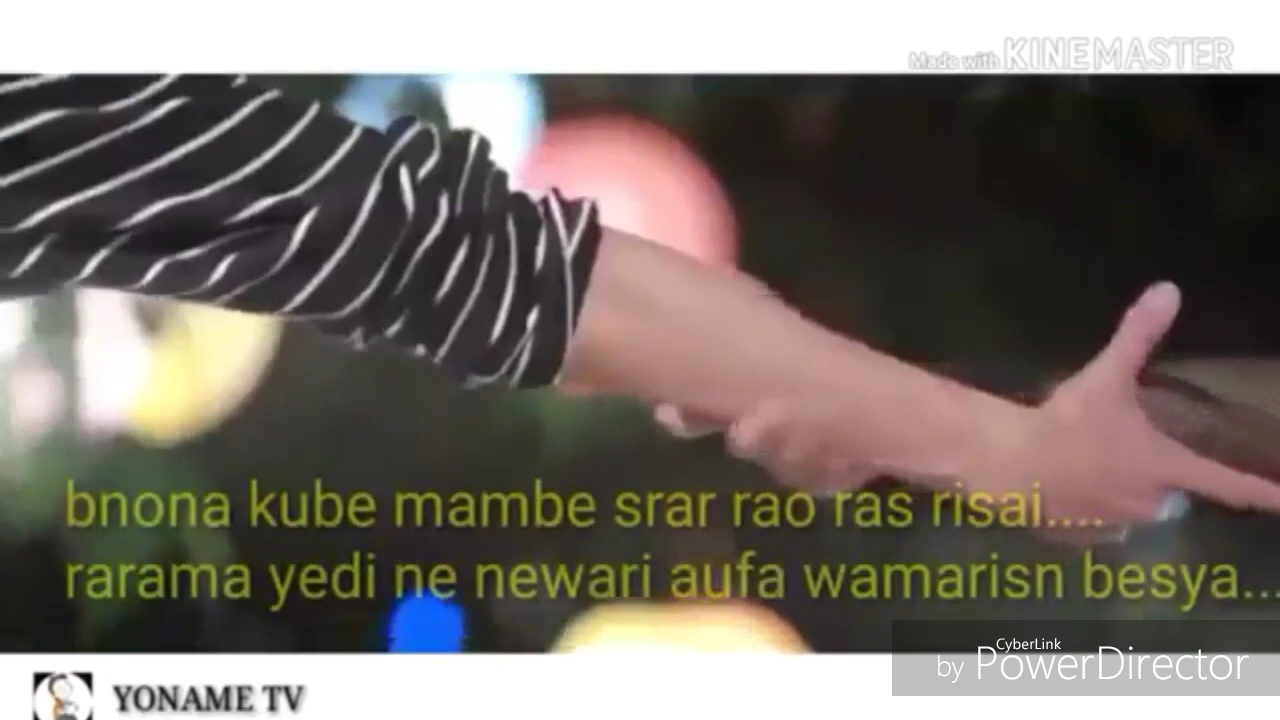 Made with KINEMASTER
bnona kube mambe srar rao ras risai....
rarama yedi ne newari aufa wamarisn besya...
CyberLink
by PowerDirector
YONAME TV